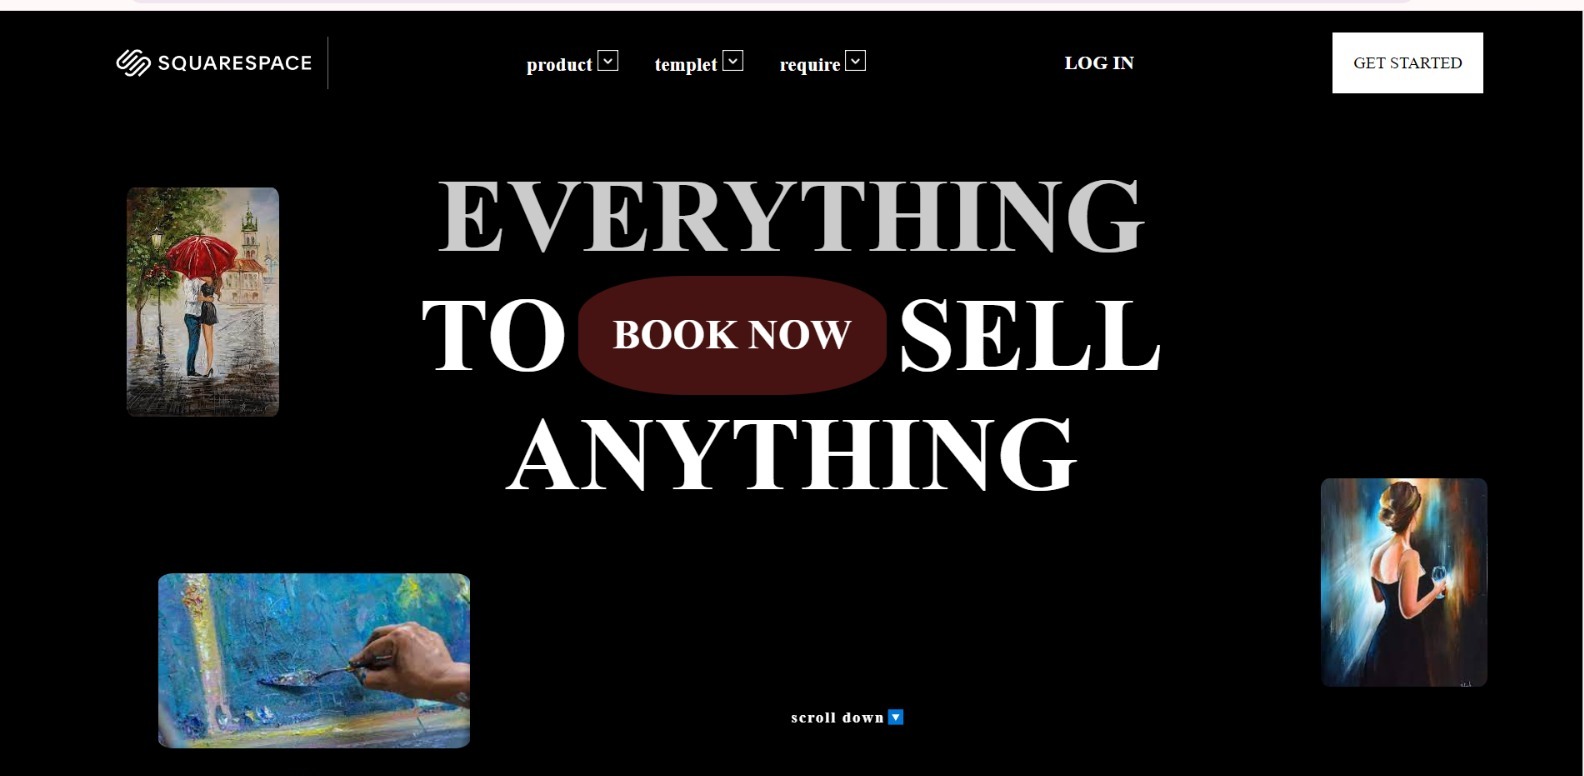 SQUARESPACE
product templet require LOG IN GET STARTED
EVERYTHING
TO BOOK NOW SELL
ANYTHING
scroll down